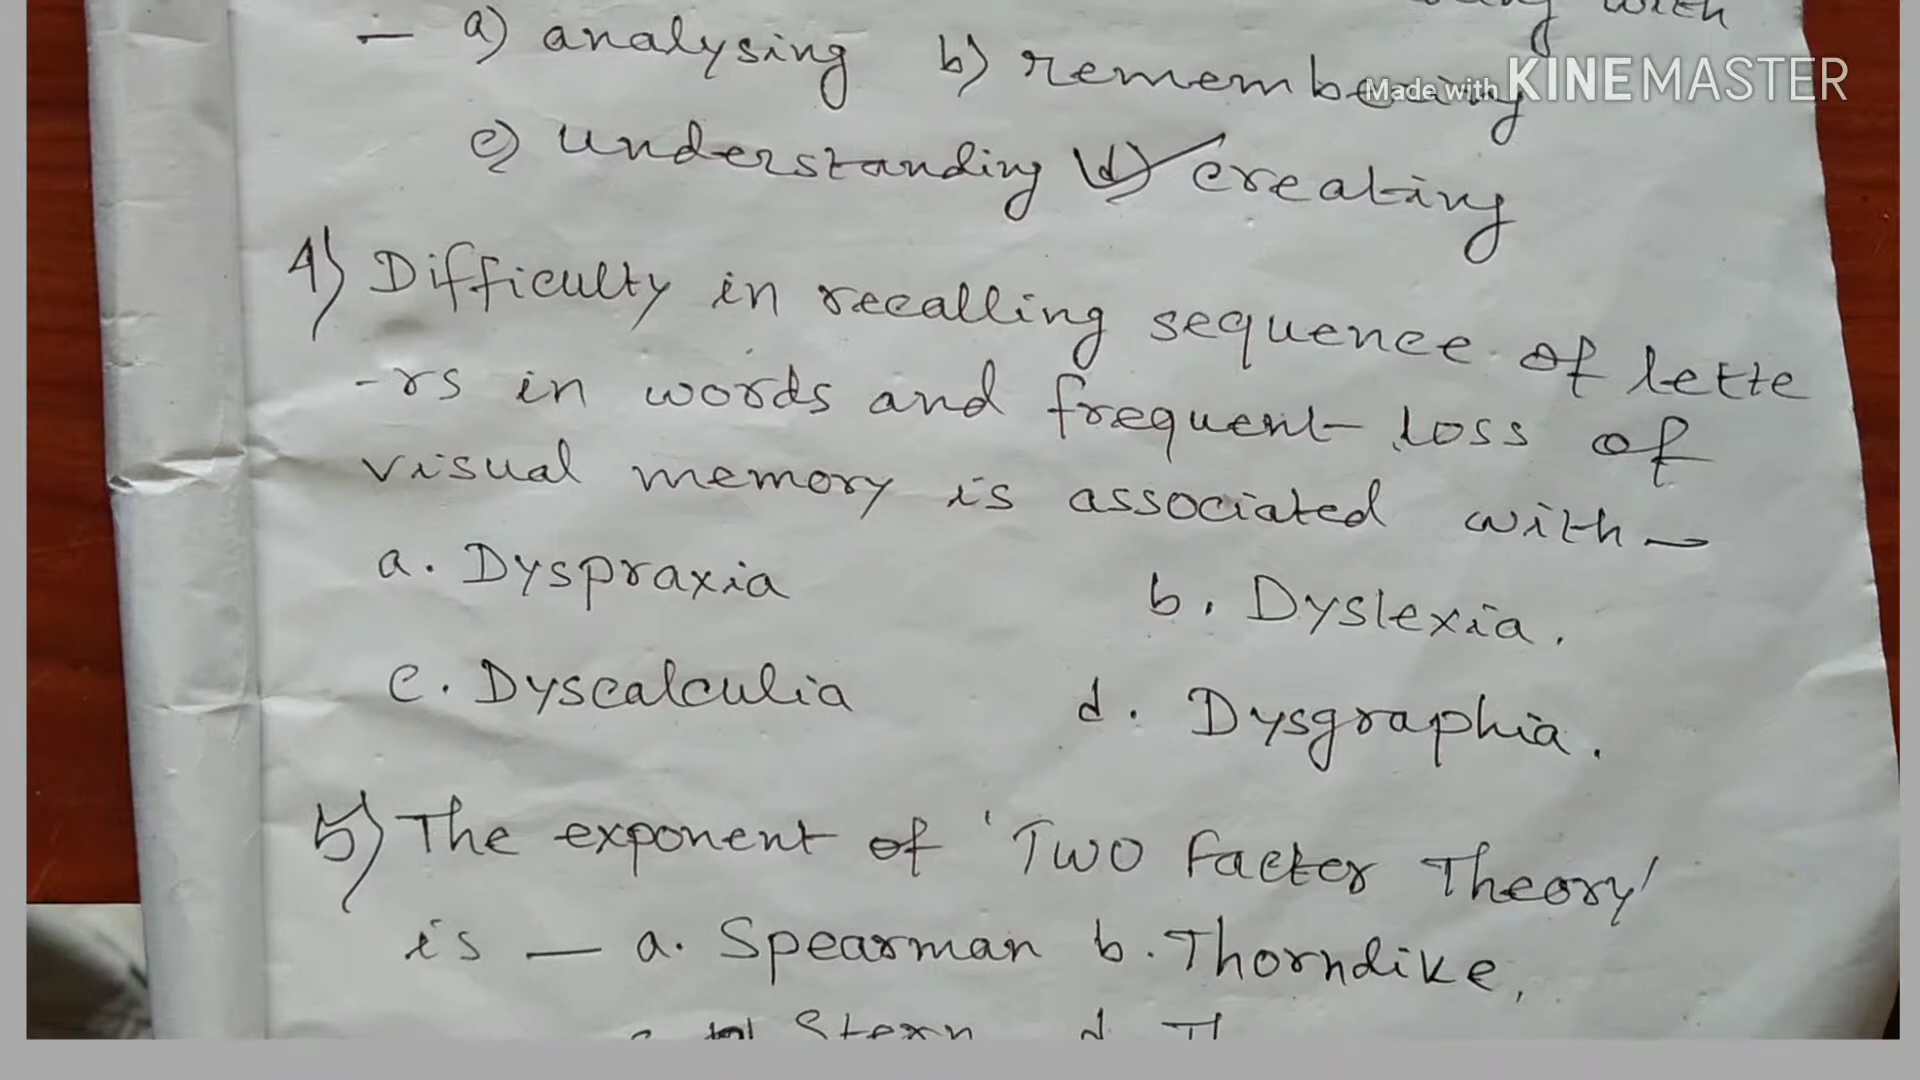 with
— a) analysing b) remembering
Made with KINEMASTER
c) understanding d) creating
4) Difficulty in recalling sequence of lette
-rs in words and frequent loss of
visual memory is associated with —
a. Dyspraxia b. Dyslexia.
c. Dyscalculia d. Dysgraphia.
5) The exponent of 'Two Factor Theory'
is — a. Spearman b. Thorndike,
Stern d